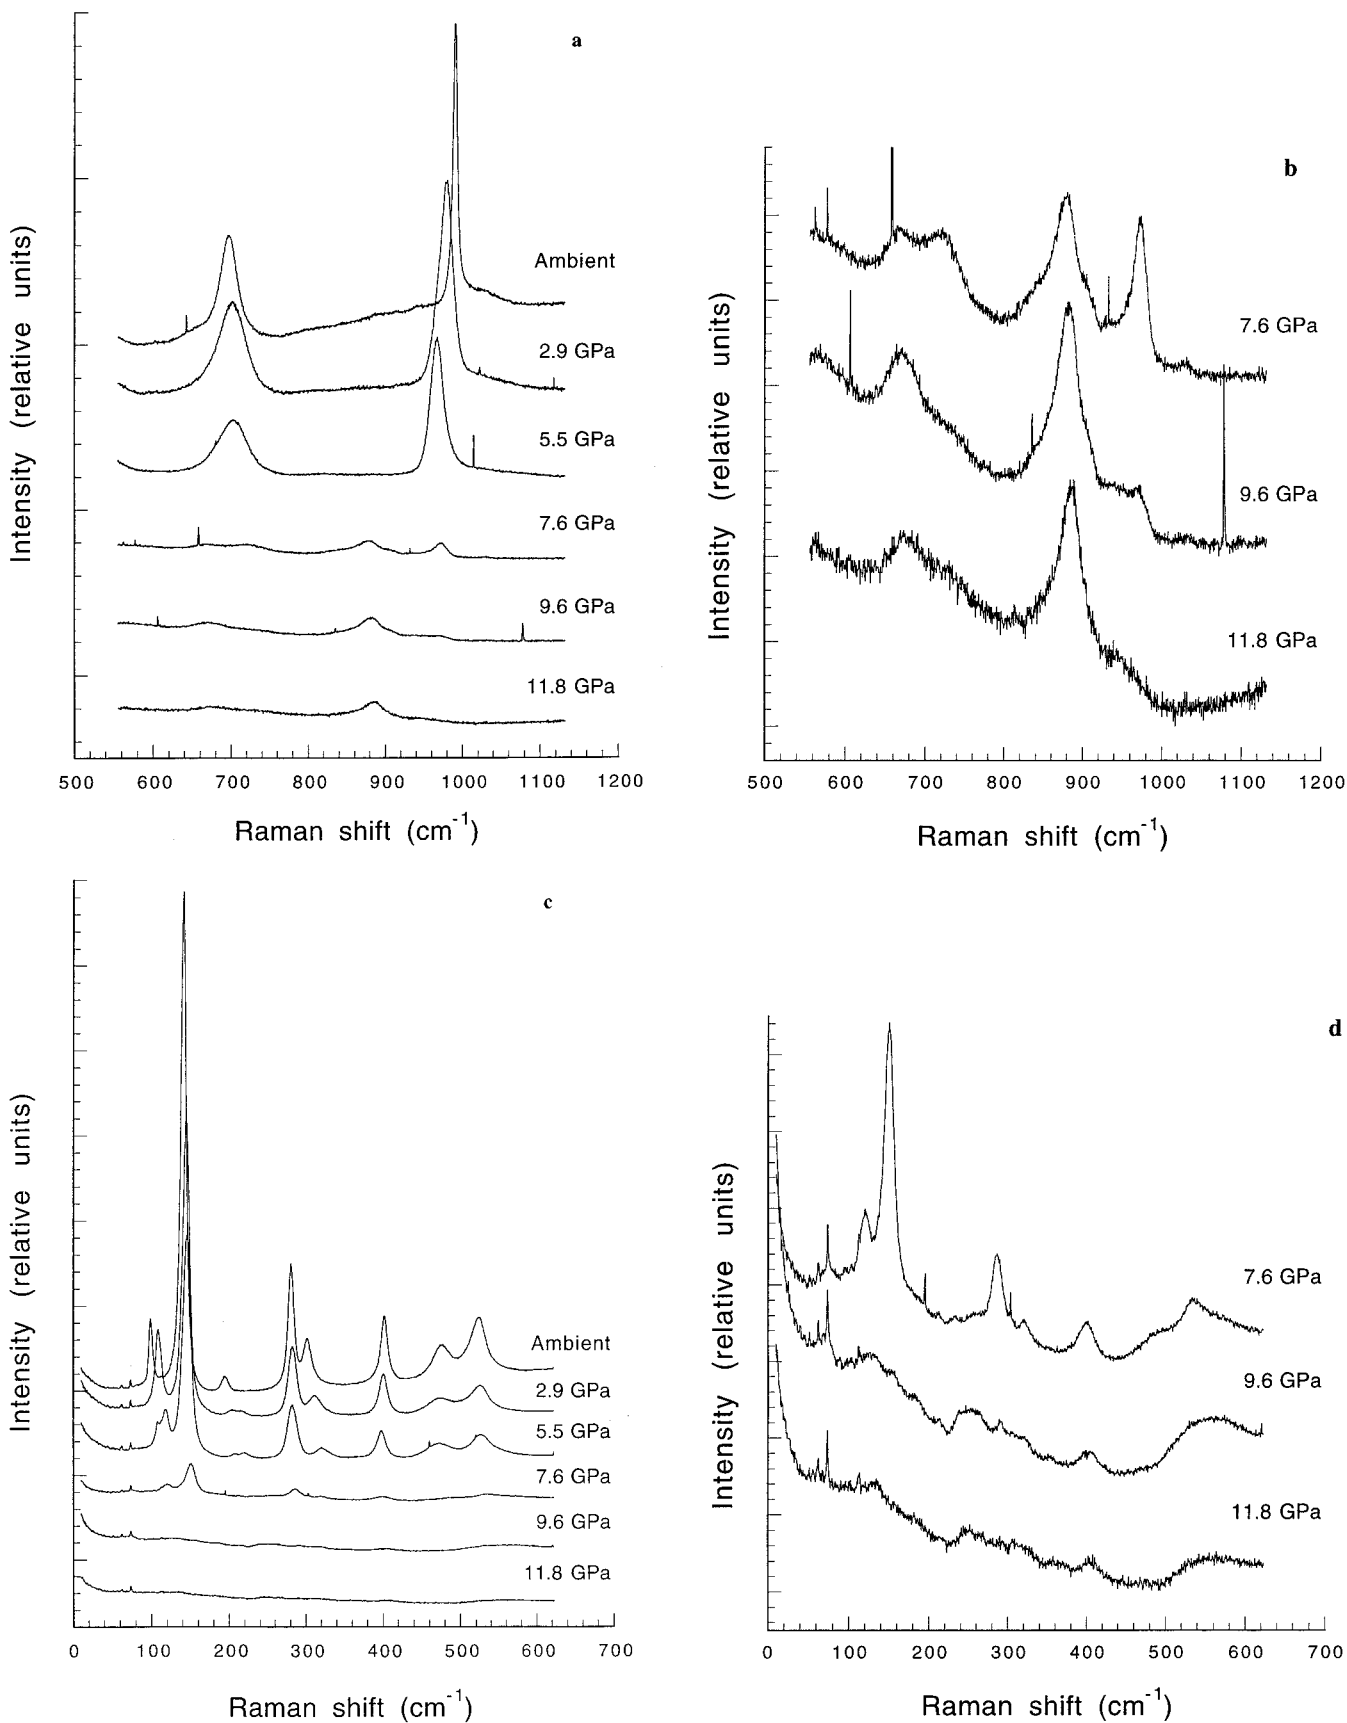 a
Intensity (relative units)
Ambient
2.9 GPa
5.5 GPa
7.6 GPa
9.6 GPa
11.8 GPa
500 600 700 800 900 1000 1100 1200
Raman shift (cm⁻¹)
b
Intensity (relative units)
7.6 GPa
9.6 GPa
11.8 GPa
500 600 700 800 900 1000 1100 1200
Raman shift (cm⁻¹)
c
Intensity (relative units)
Ambient
2.9 GPa
5.5 GPa
7.6 GPa
9.6 GPa
11.8 GPa
0 100 200 300 400 500 600 700
Raman shift (cm⁻¹)
d
Intensity (relative units)
7.6 GPa
9.6 GPa
11.8 GPa
0 100 200 300 400 500 600 700
Raman shift (cm⁻¹)